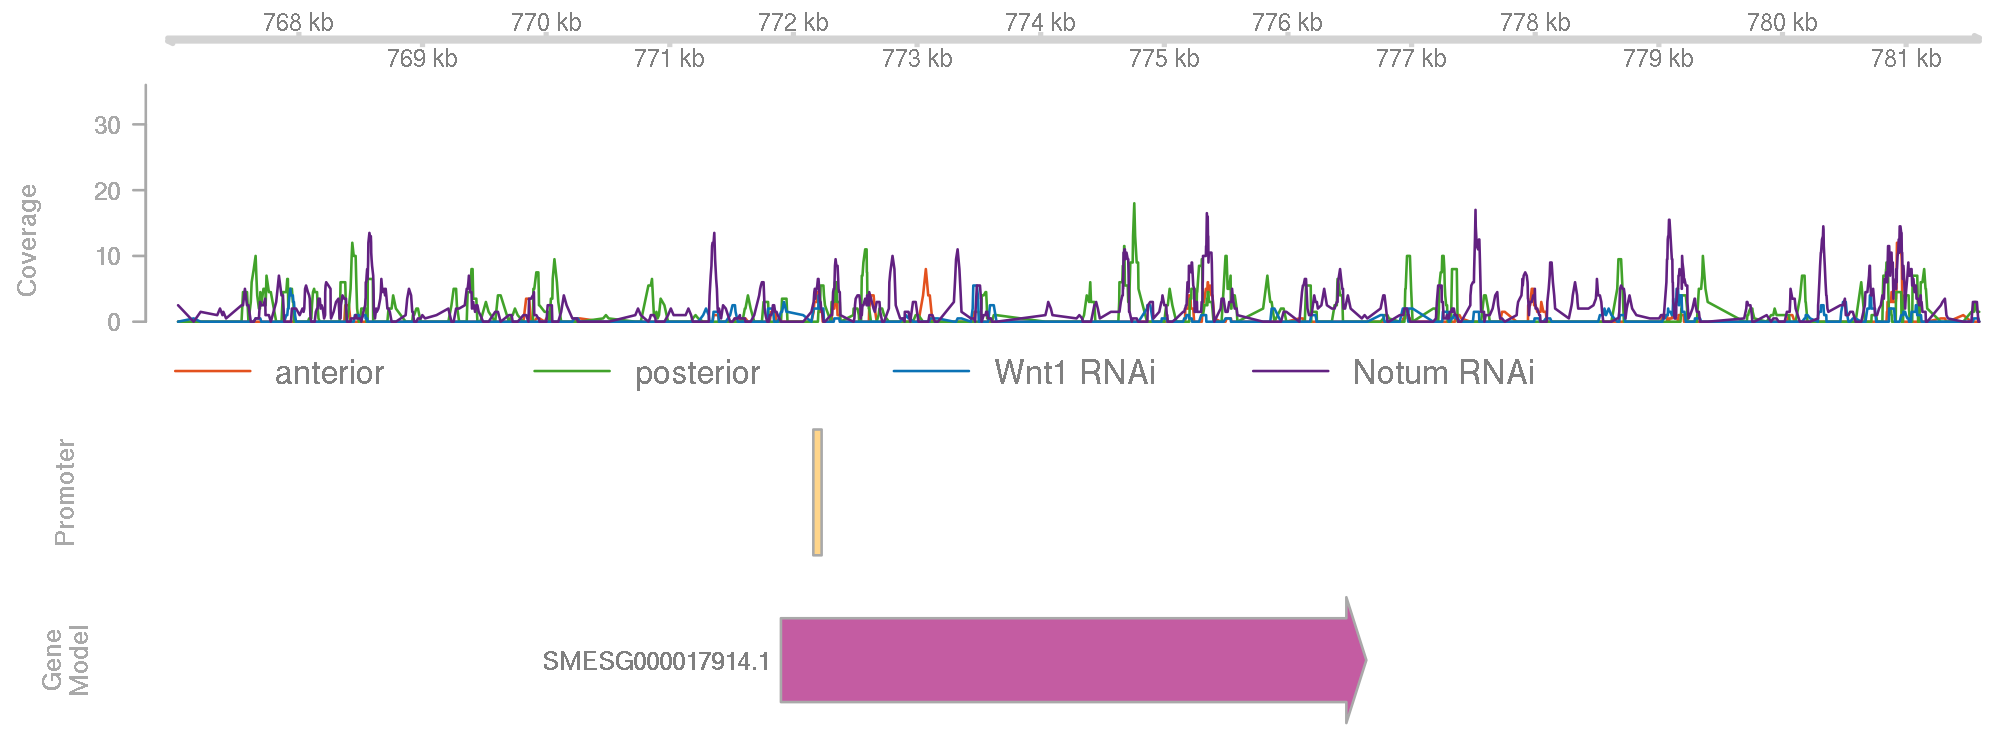 768 kb 770 kb 772 kb 774 kb 776 kb 778 kb 780 kb
769 kb 771 kb 773 kb 775 kb 777 kb 779 kb 781 kb
30
20
10
0
Coverage
anterior posterior Wnt1 RNAi Notum RNAi
Promoter
Gene
Model
SMESG000017914.1